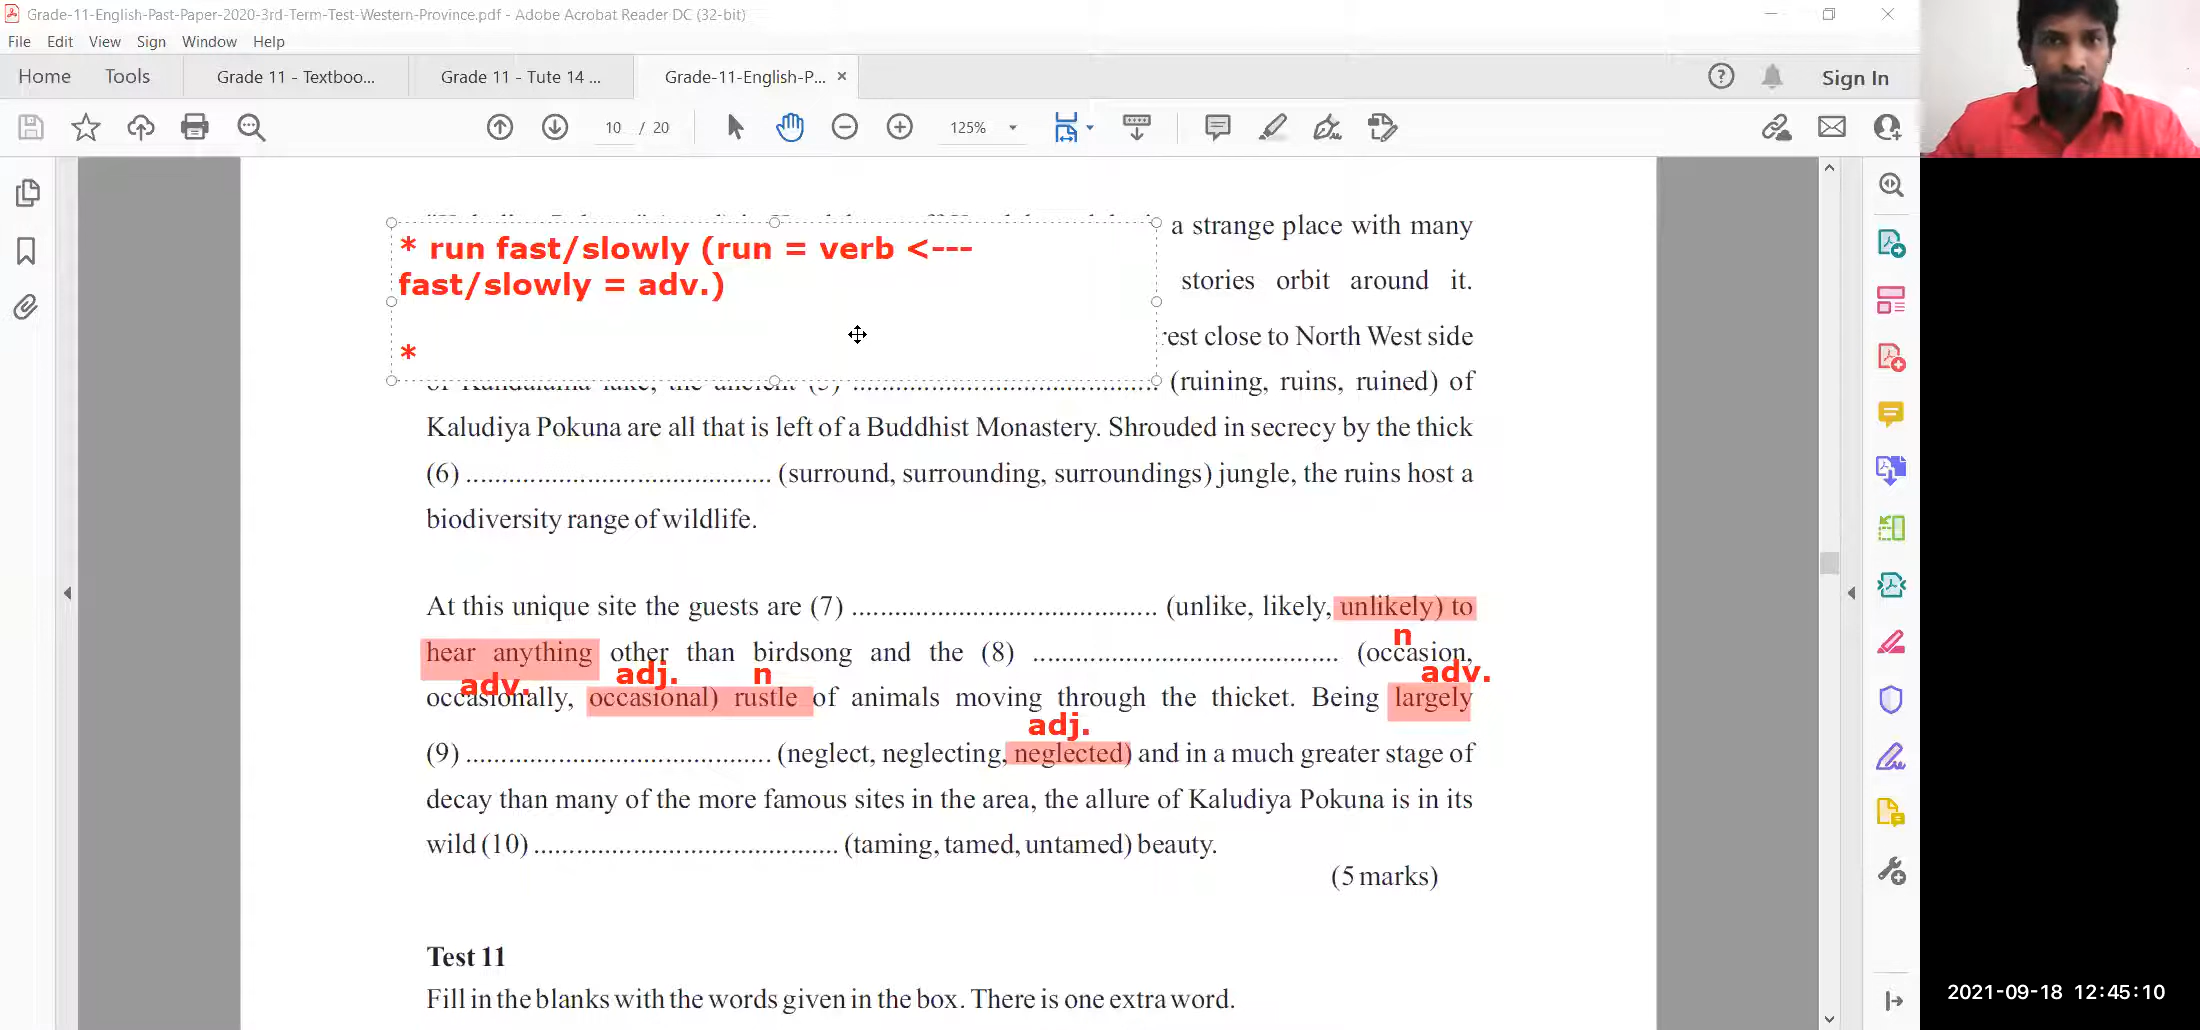 Grade-11-English-Past-Paper-2020-3rd-Term-Test-Western-Province.pdf - Adobe Acrobat Reader DC (32-bit)
File Edit View Sign Window Help
Home Tools Grade 11 - Textboo... Grade 11 - Tute 14 ... Grade-11-English-P... × Sign In
10 / 20 125%
a strange place with many
* run fast/slowly (run = verb <---
fast/slowly = adv.)
stories orbit around it.
*
rest close to North West side
(ruining, ruins, ruined) of
Kaludiya Pokuna are all that is left of a Buddhist Monastery. Shrouded in secrecy by the thick
(6) .......................................... (surround, surrounding, surroundings) jungle, the ruins host a
biodiversity range of wildlife.
At this unique site the guests are (7) .......................................... (unlike, likely, unlikely) to
n
hear anything other than birdsong and the (8) .......................................... (occasion,
adv. adj. n adv.
occasionally, occasional) rustle of animals moving through the thicket. Being largely
adj.
(9) .......................................... (neglect, neglecting, neglected) and in a much greater stage of
decay than many of the more famous sites in the area, the allure of Kaludiya Pokuna is in its
wild (10) .......................................... (taming, tamed, untamed) beauty.
(5 marks)
Test 11
Fill in the blanks with the words given in the box. There is one extra word.
2021-09-18 12:45:10